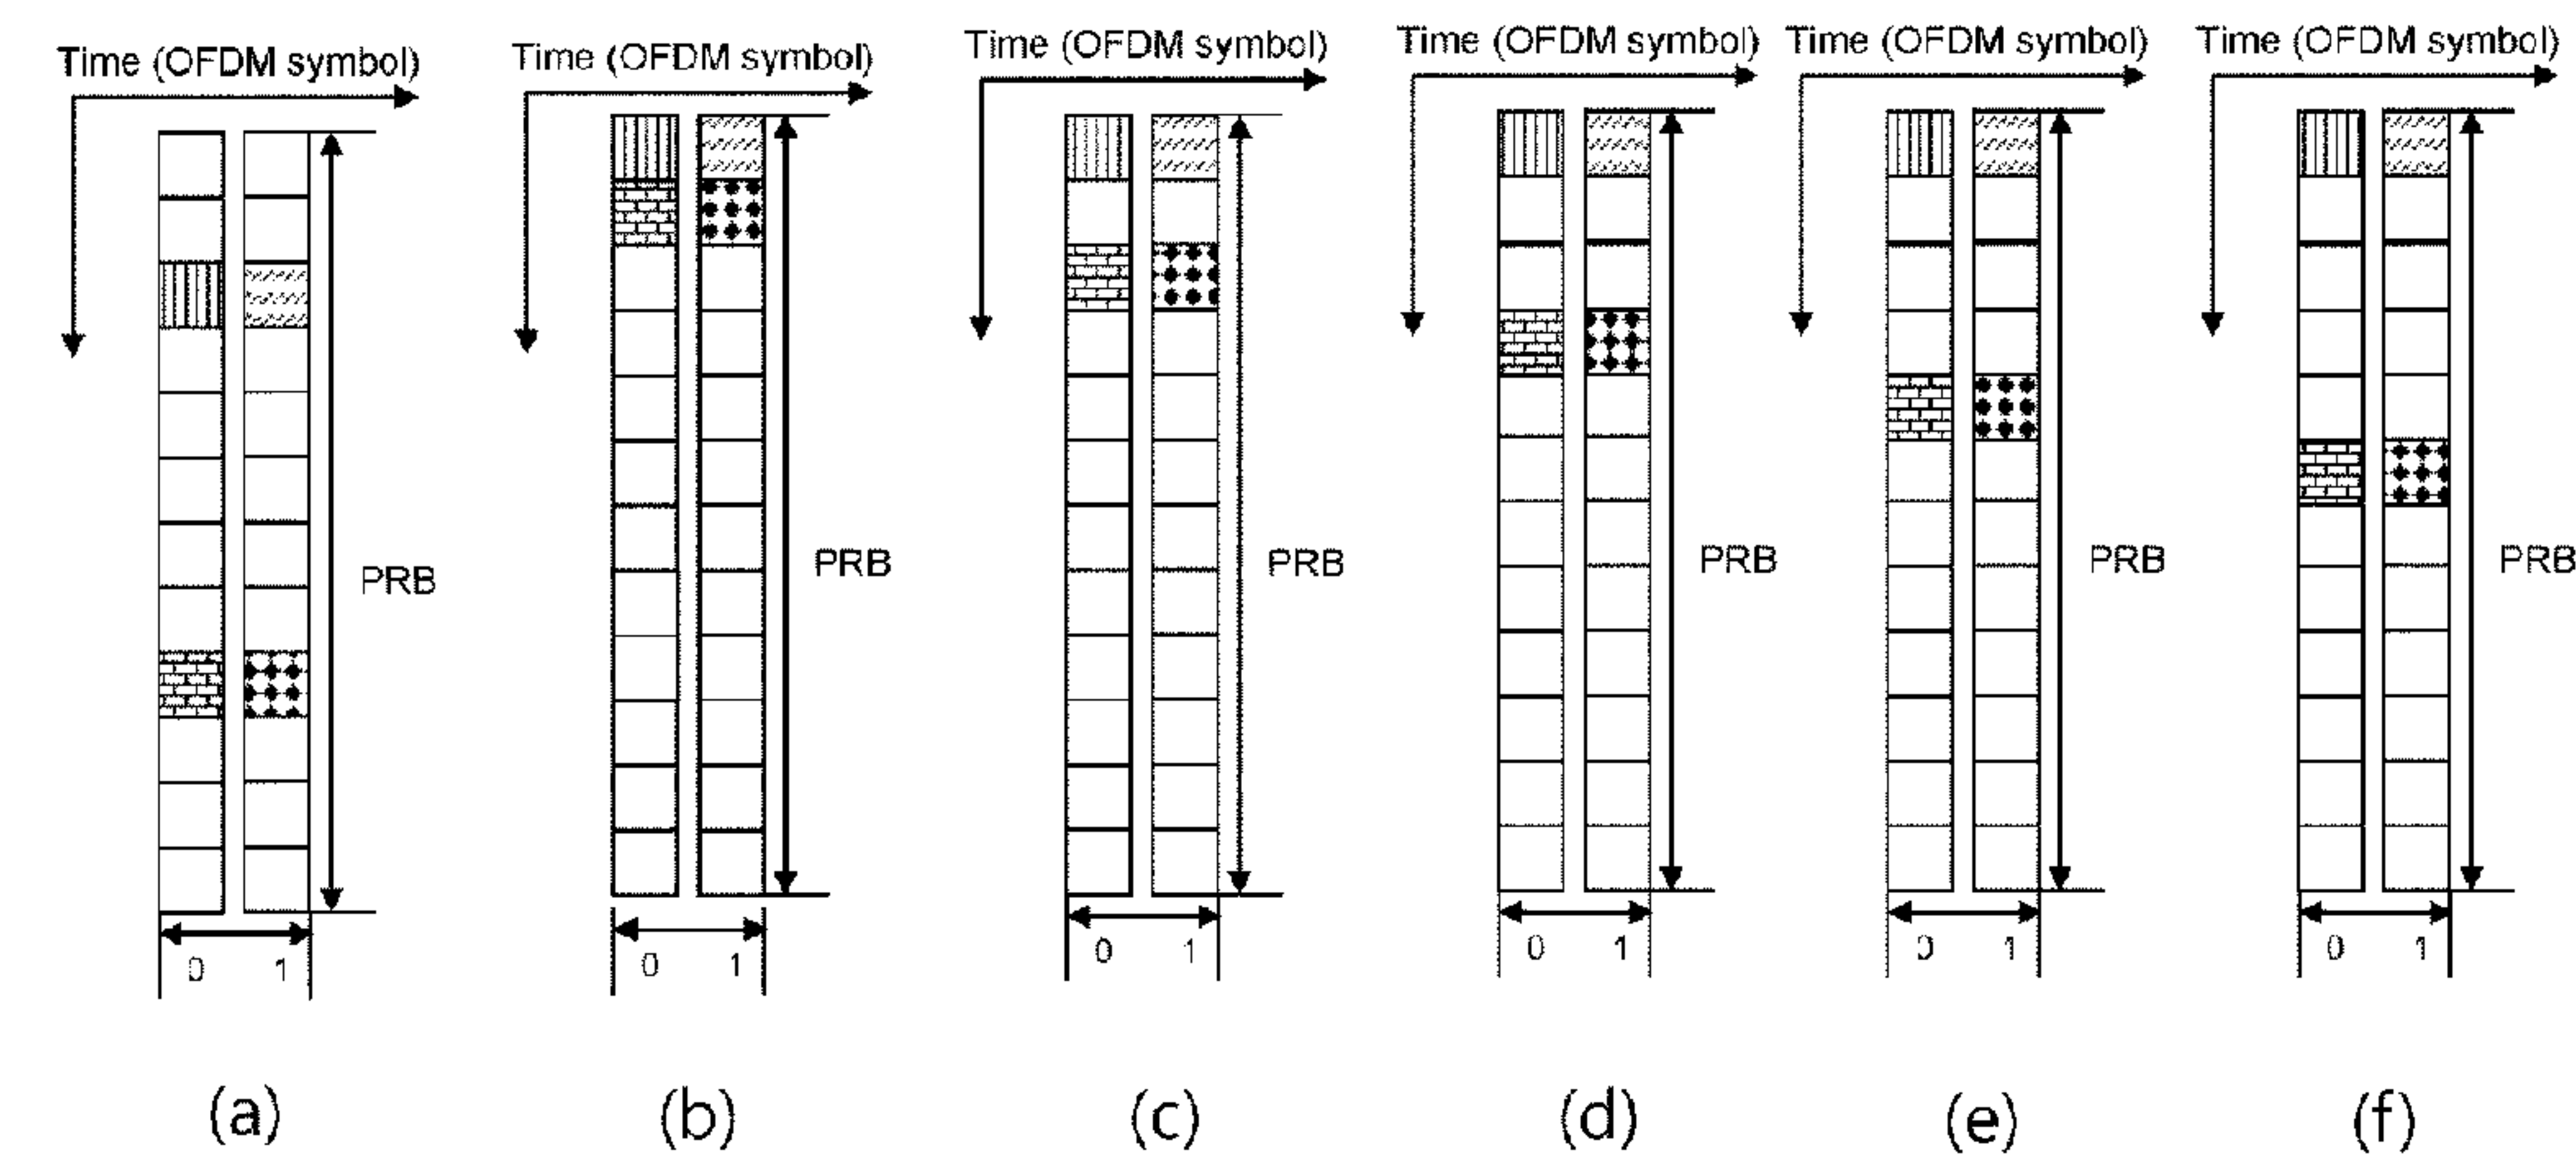 Time (OFDM symbol) Time (OFDM symbol) Time (OFDM symbol) Time (OFDM symbol) Time (OFDM symbol) Time (OFDM symbol)
PRB PRB PRB PRB PRB PRB
0 1 0 1 0 1 0 1 0 1 0 1
(a) (b) (c) (d) (e) (f)